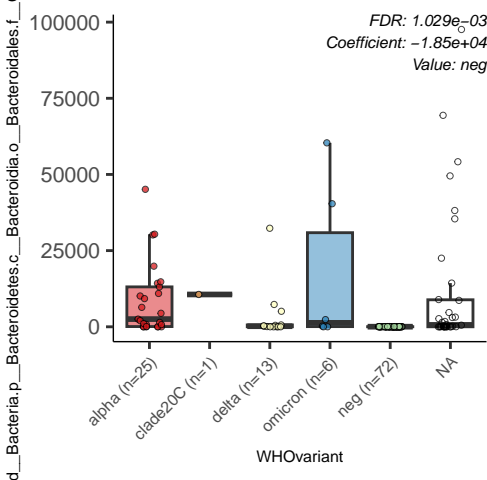 FDR: 1.029e−03
Coefficient: −1.85e+04
Value: neg
d__Bacteria.p__Bacteroidetes.c__Bacteroidia.o__Bacteroidales.f__
100000
75000
50000
25000
0
alpha (n=25)
clade20C (n=1)
delta (n=13)
omicron (n=6)
neg (n=72)
NA
WHOvariant